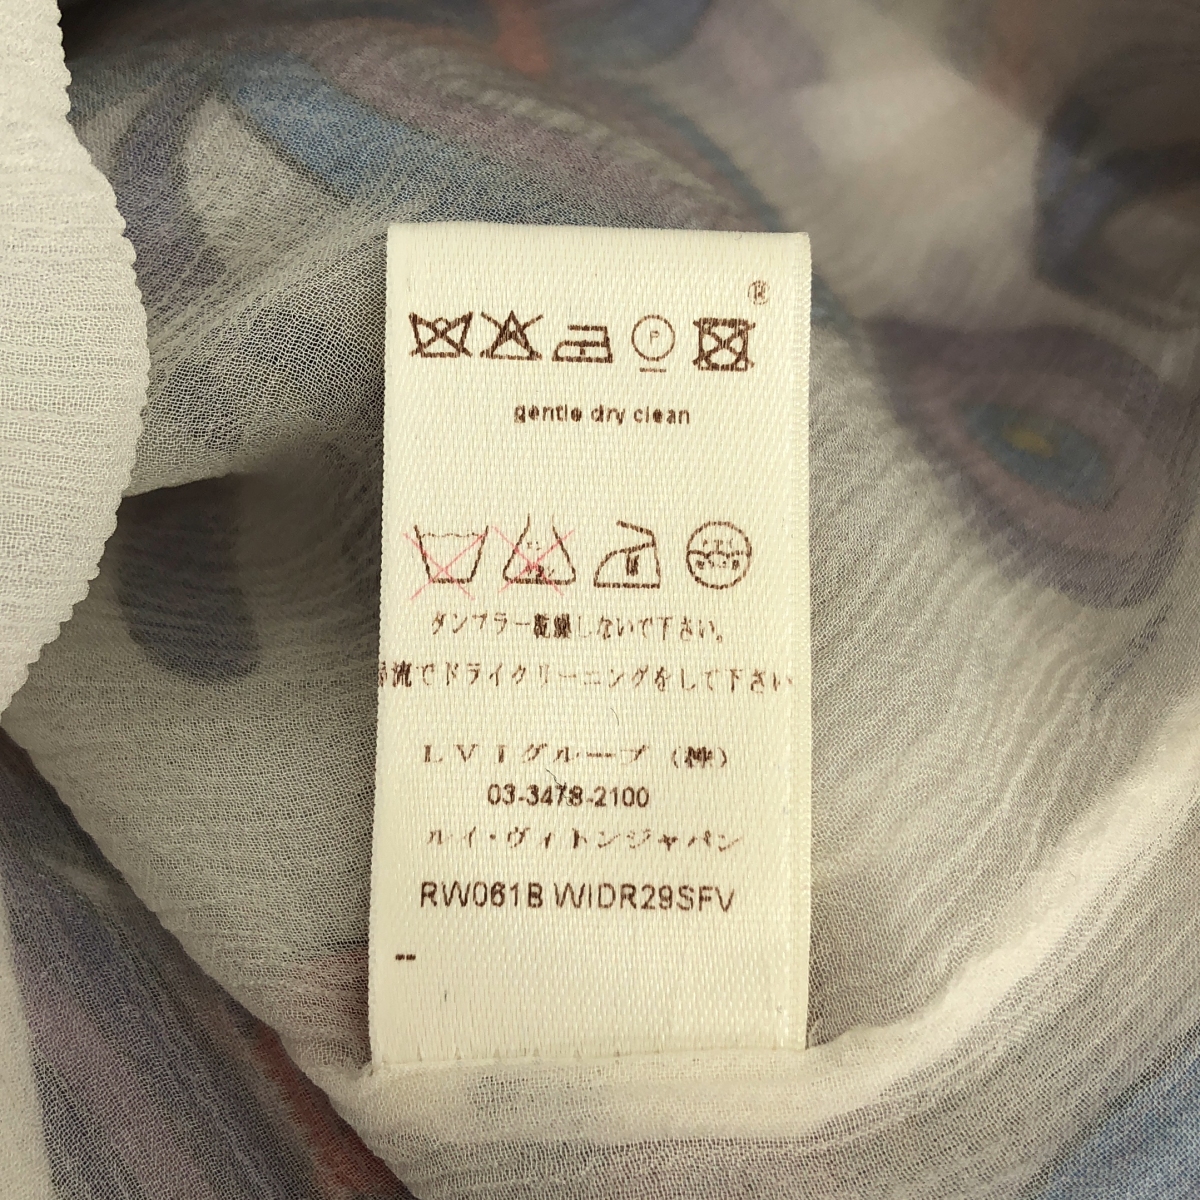 ®
P
gentle dry clean
タンブラー乾燥しないで下さい。
流でドライクリーニングをして下さい
LVJグループ（株）
03-3478-2100
ルイ・ヴィトンジャパン
RW061B WIDR29SFV
--